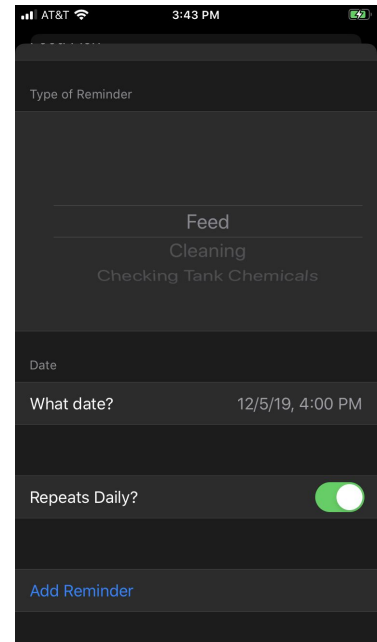 AT&T 3:43 PM
Type of Reminder
Feed
Cleaning
Checking Tank Chemicals
Date
What date? 12/5/19, 4:00 PM
Repeats Daily?
Add Reminder